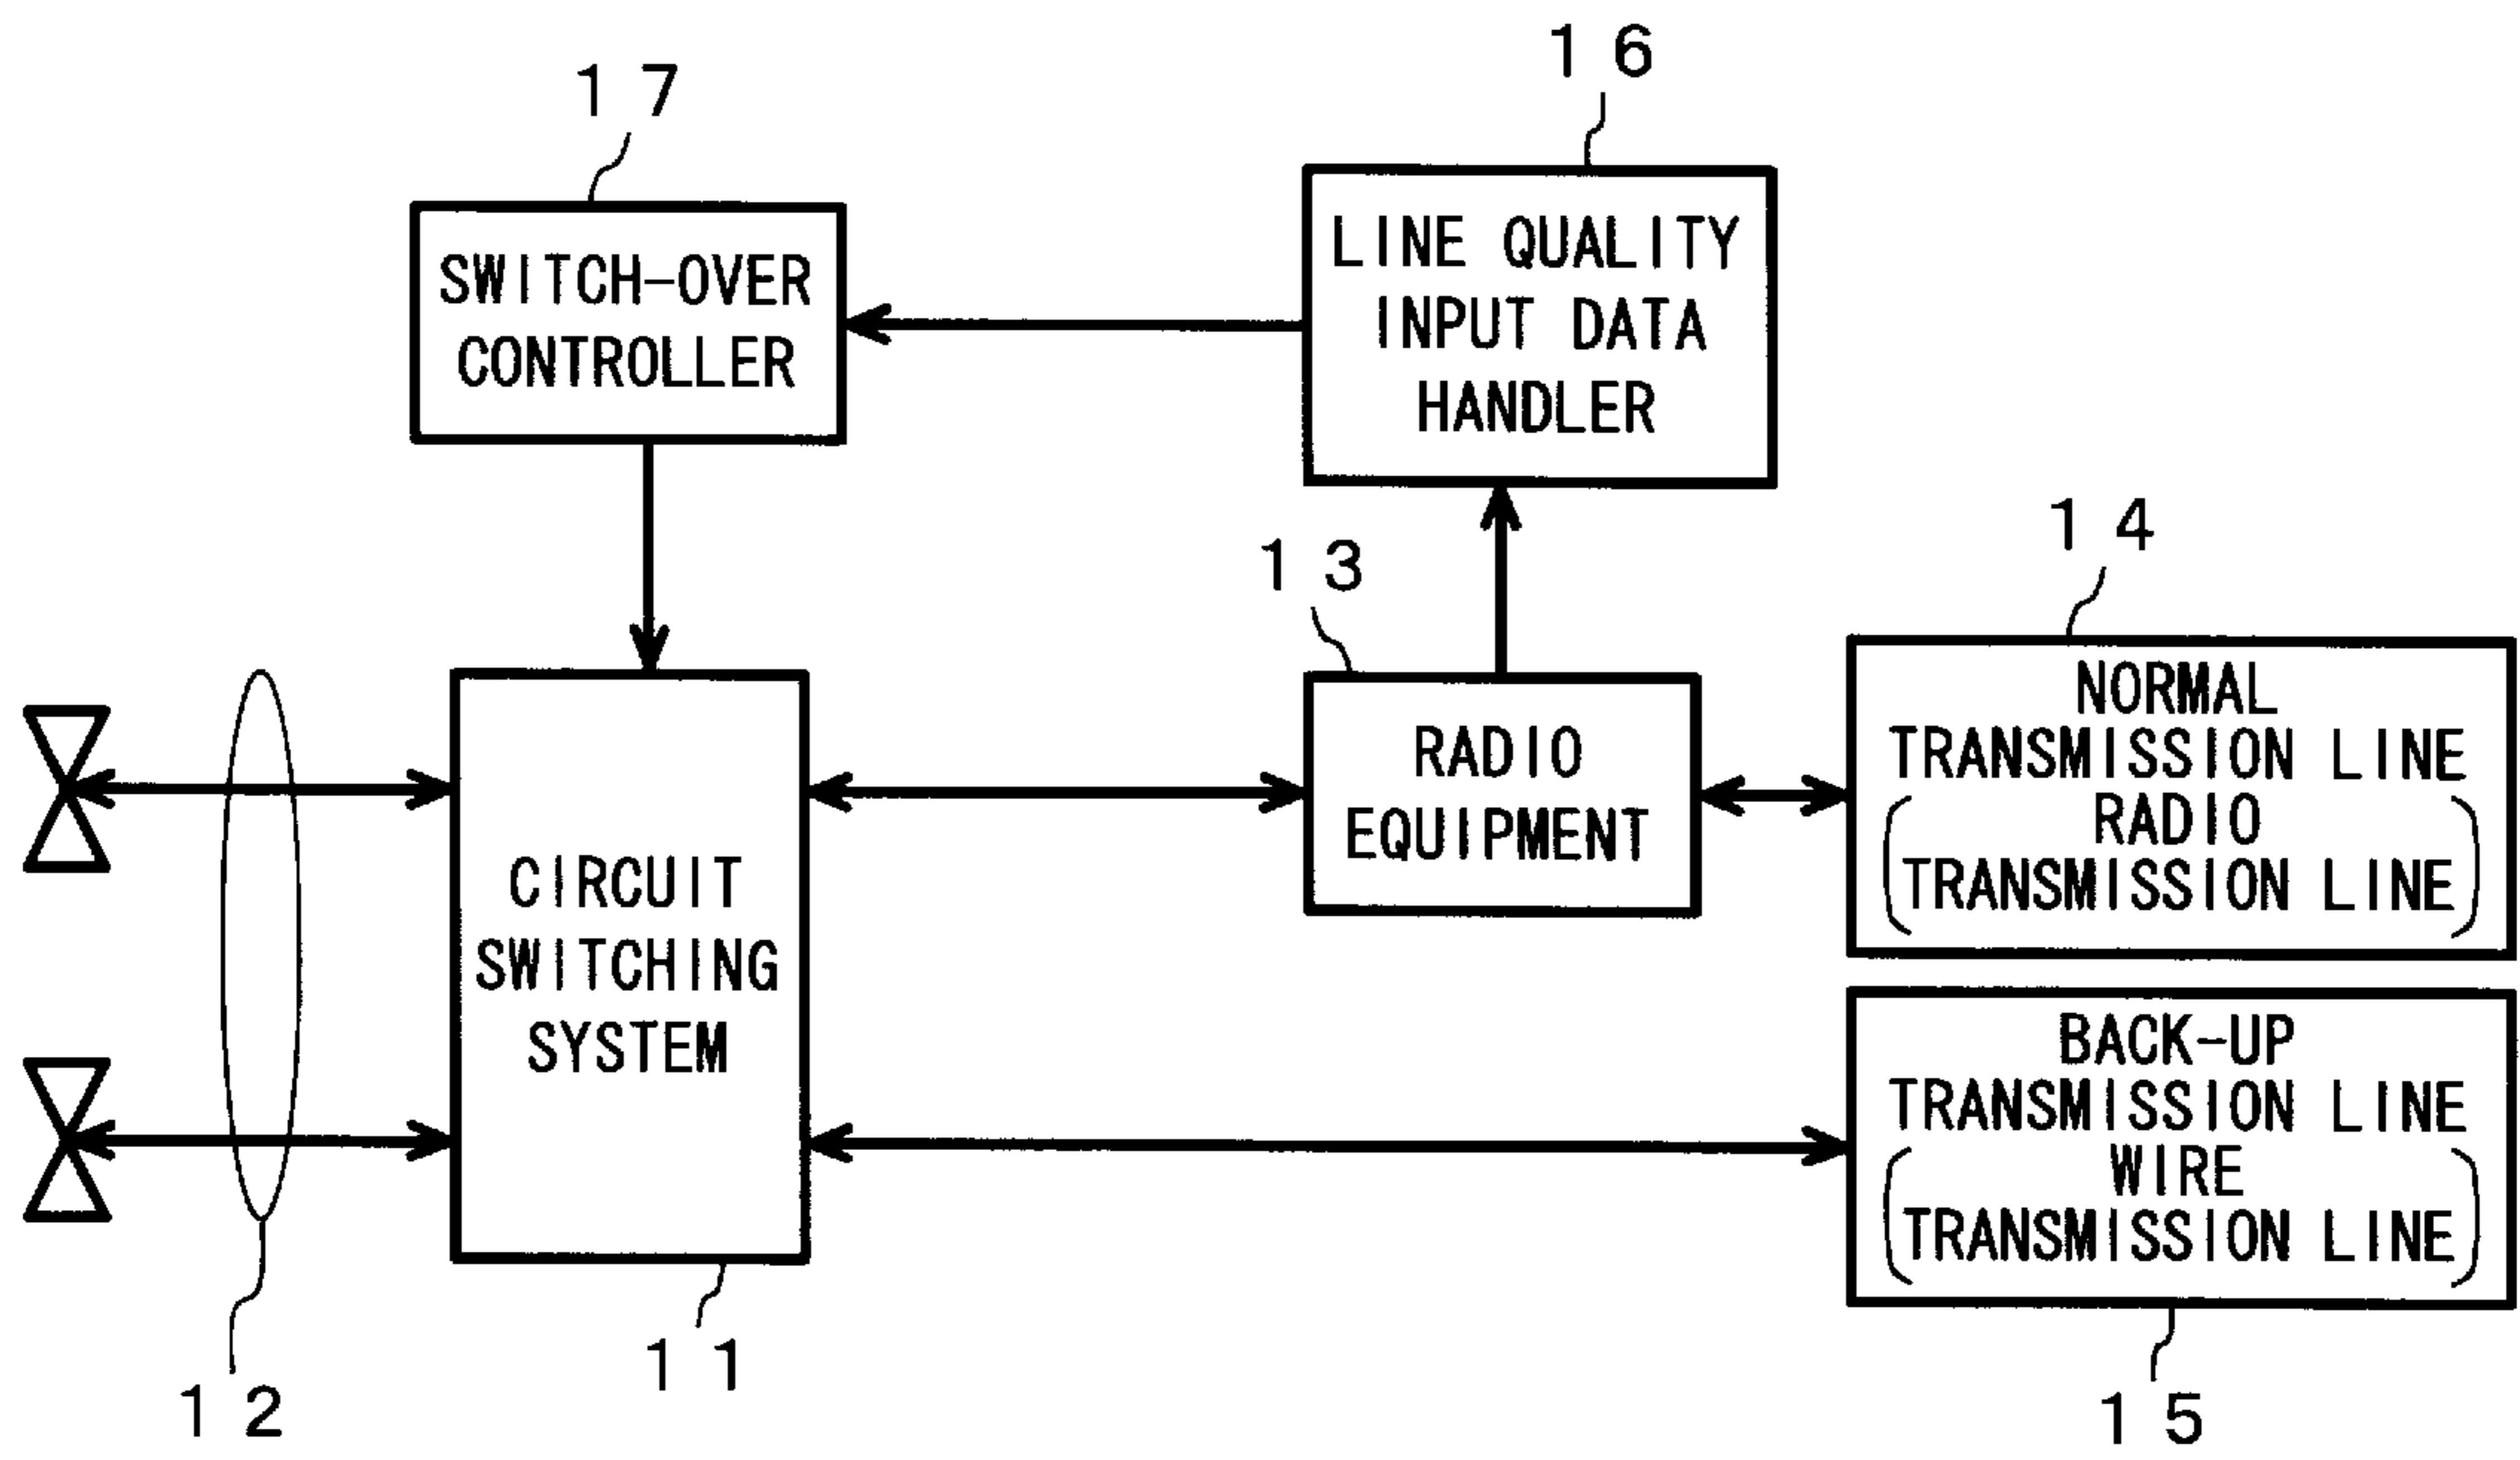 17
SWITCH-OVER
CONTROLLER
16
LINE QUALITY
INPUT DATA
HANDLER
13
RADIO
EQUIPMENT
14
NORMAL
TRANSMISSION LINE
(RADIO
TRANSMISSION LINE)
CIRCUIT
SWITCHING
SYSTEM
11
12
BACK-UP
TRANSMISSION LINE
(WIRE
TRANSMISSION LINE)
15